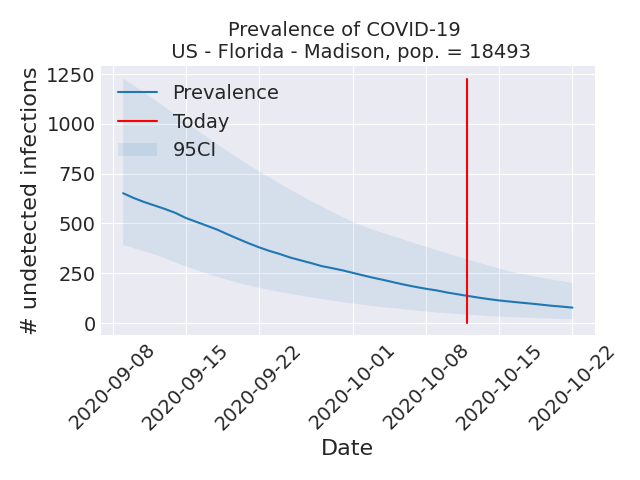 Prevalence of COVID-19
US - Florida - Madison, pop. = 18493
# undetected infections
1250
1000
750
500
250
0
Prevalence
Today
95CI
2020-09-08
2020-09-15
2020-09-22
2020-10-01
2020-10-08
2020-10-15
2020-10-22
Date